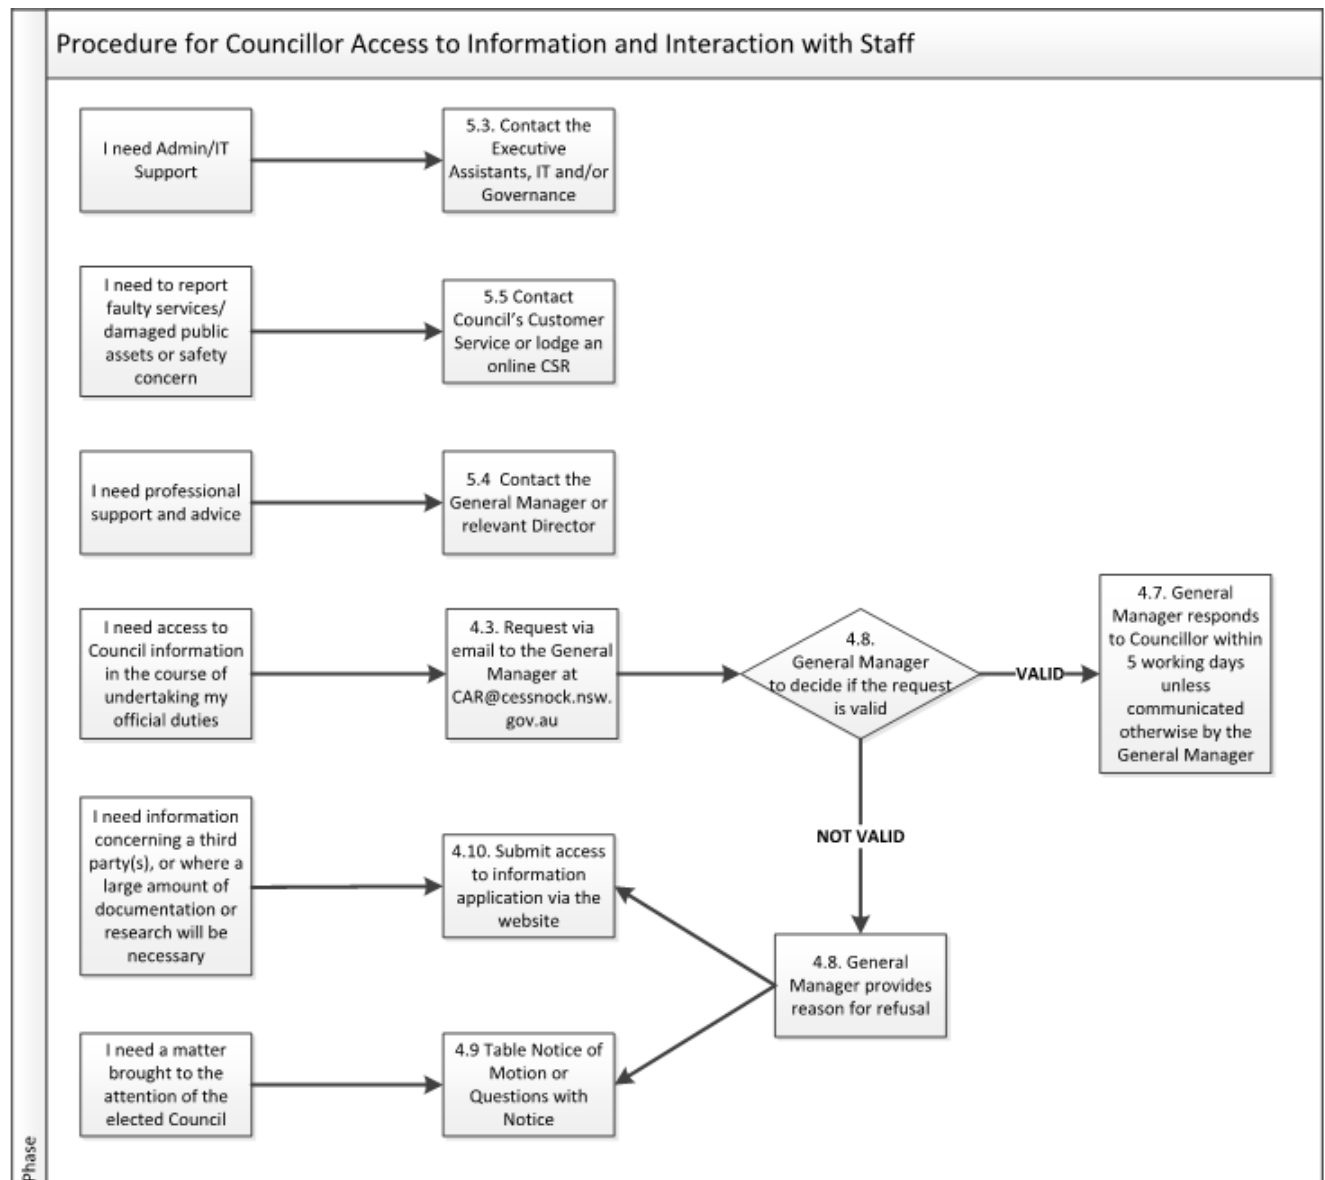 Procedure for Councillor Access to Information and Interaction with Staff
I need Admin/IT
Support
5.3. Contact the
Executive
Assistants, IT and/or
Governance
I need to report
faulty services/
damaged public
assets or safety
concern
5.5 Contact
Council's Customer
Service or lodge an
online CSR
I need professional
support and advice
5.4  Contact the
General Manager or
relevant Director
I need access to
Council information
in the course of
undertaking my
official duties
4.3. Request via
email to the General
Manager at
CAR@cessnock.nsw.
gov.au
4.8.
General Manager
to decide if the request
is valid
VALID
4.7. General
Manager responds
to Councillor within
5 working days
unless
communicated
otherwise by the
General Manager
NOT VALID
4.8. General
Manager provides
reason for refusal
I need information
concerning a third
party(s), or where a
large amount of
documentation or
research will be
necessary
4.10. Submit access
to information
application via the
website
I need a matter
brought to the
attention of the
elected Council
4.9 Table Notice of
Motion or
Questions with
Notice
Phase